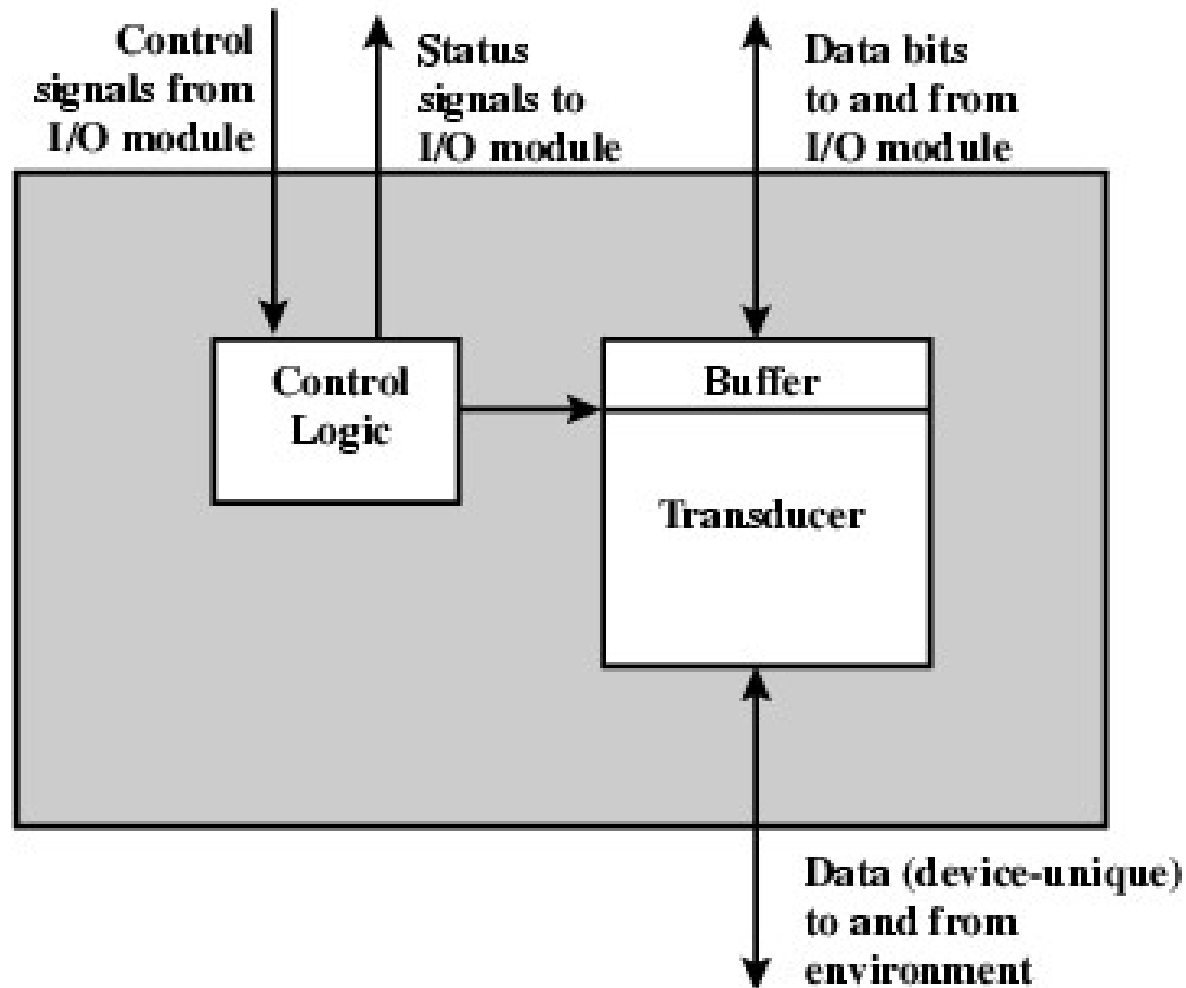 Control
signals from
I/O module
Status
signals to
I/O module
Data bits
to and from
I/O module
Control
Logic
Buffer
Transducer
Data (device-unique)
to and from
environment